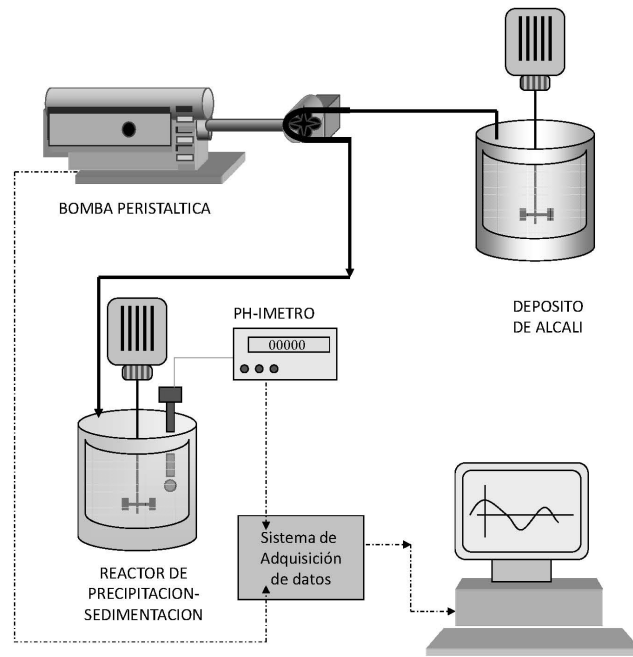 BOMBA PERISTALTICA
DEPOSITO
DE ALCALI
PH-IMETRO
00000
Sistema de
Adquisición
de datos
REACTOR DE
PRECIPITACION-
SEDIMENTACION